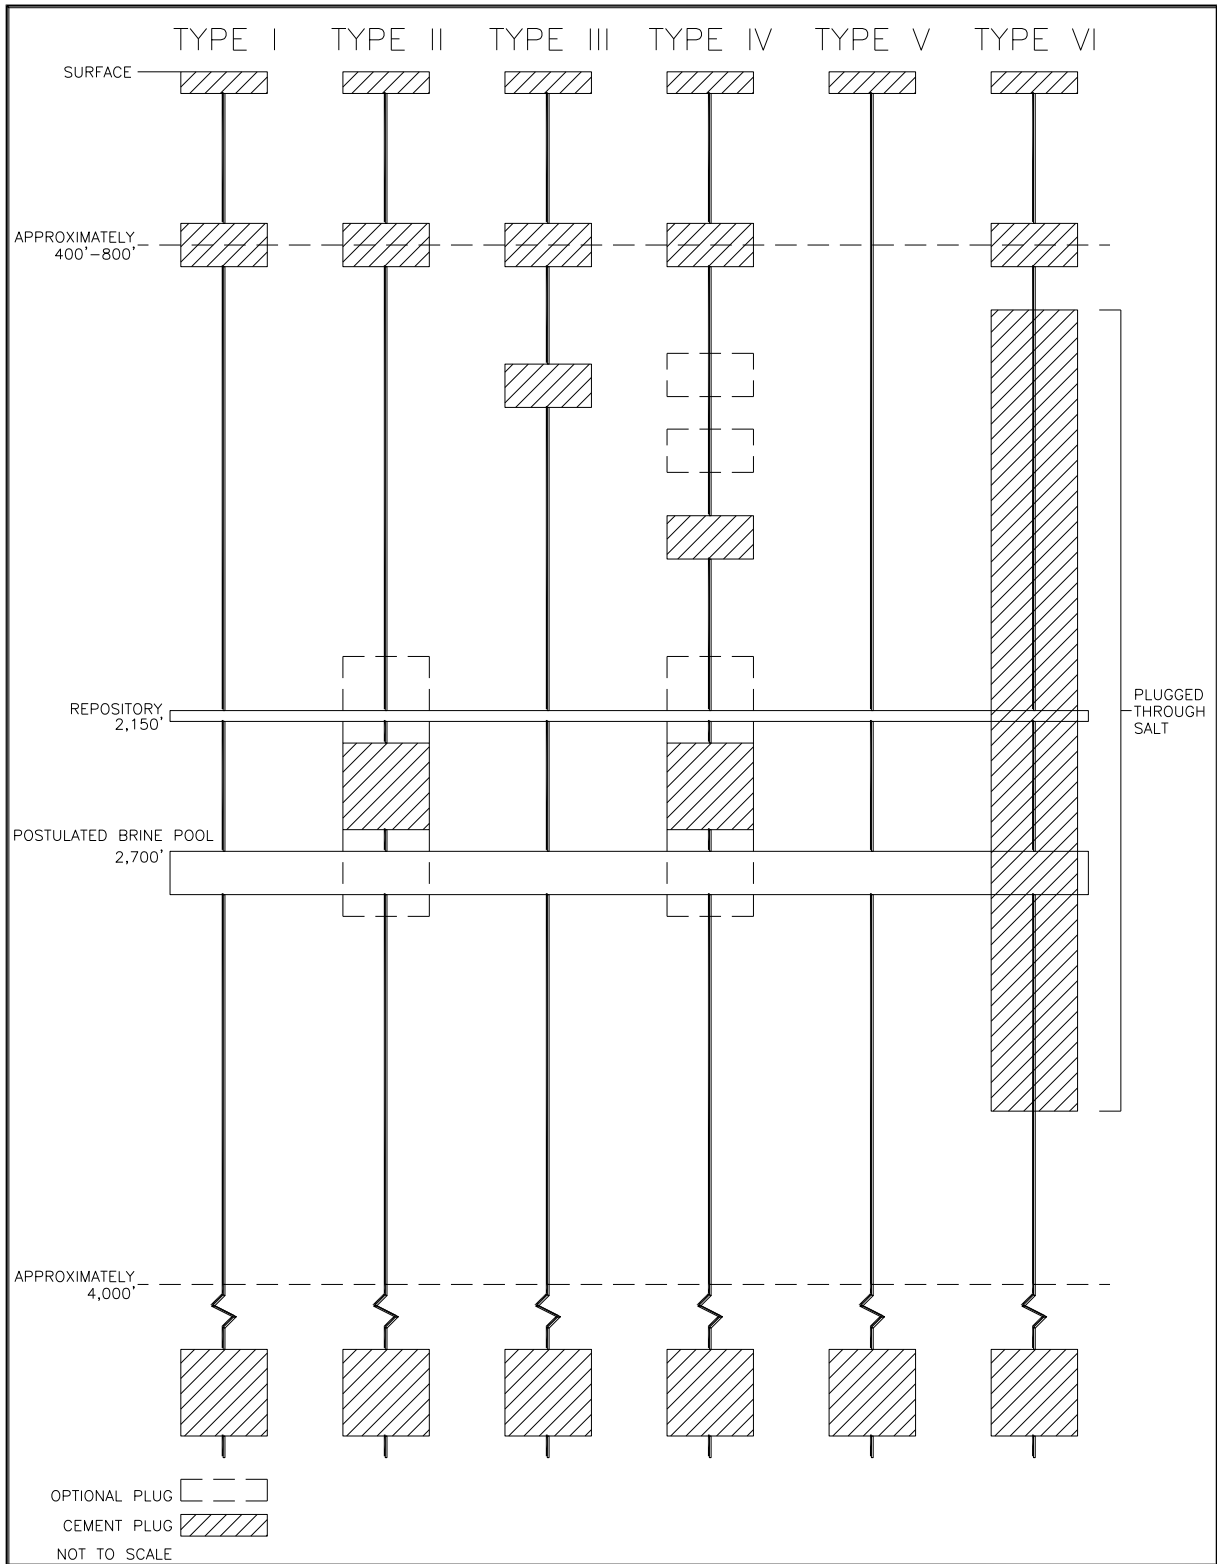 TYPE I
TYPE II
TYPE III
TYPE IV
TYPE V
TYPE VI
SURFACE
APPROXIMATELY
400'-800'
REPOSITORY
2,150'
PLUGGED
THROUGH
SALT
POSTULATED BRINE POOL
2,700'
APPROXIMATELY
4,000'
OPTIONAL PLUG
CEMENT PLUG
NOT TO SCALE